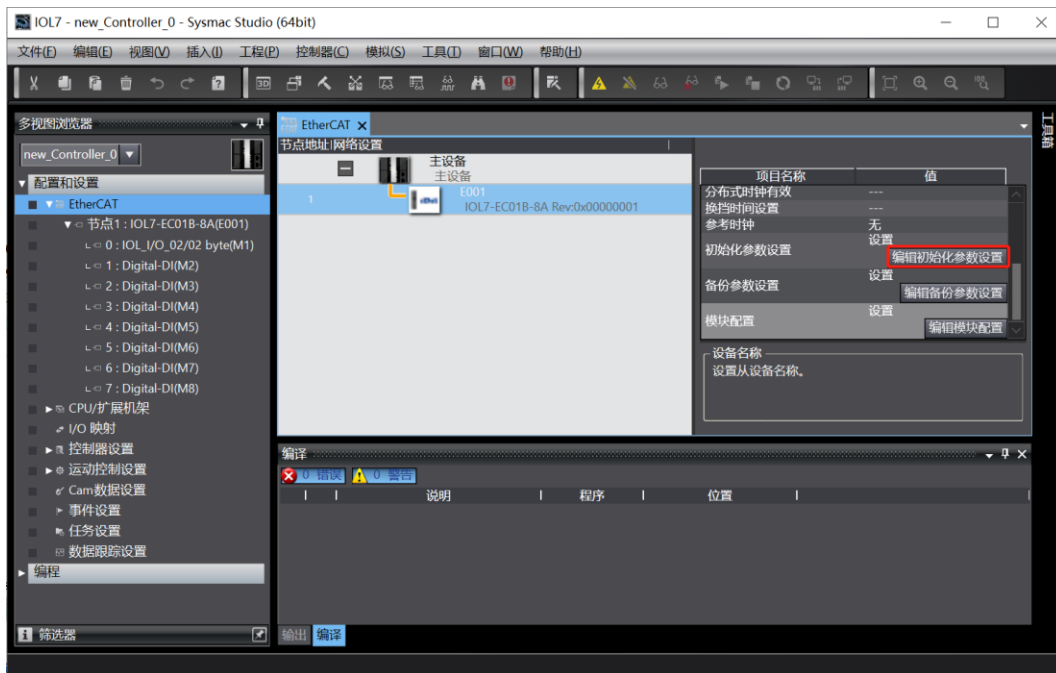 IOL7 - new_Controller_0 - Sysmac Studio (64bit)
文件(F) 编辑(E) 视图(V) 插入(I) 工程(P) 控制器(C) 模拟(S) 工具(T) 窗口(W) 帮助(H)
3D
多视图浏览器
new_Controller_0
配置和设置
EtherCAT
节点1 : IOL7-EC01B-8A(E001)
0 : IOL_I/O_02/02 byte(M1)
1 : Digital-DI(M2)
2 : Digital-DI(M3)
3 : Digital-DI(M4)
4 : Digital-DI(M5)
5 : Digital-DI(M6)
6 : Digital-DI(M7)
7 : Digital-DI(M8)
CPU/扩展机架
I/O 映射
控制器设置
运动控制设置
Cam数据设置
事件设置
任务设置
数据跟踪设置
编程
筛选器
EtherCAT
节点地址|网络设置
主设备
主设备
1
E001
IOL7-EC01B-8A Rev:0x00000001
项目名称 值
分布式时钟有效 ---
换挡时间设置 ---
参考时钟 无
初始化参数设置 设置
编辑初始化参数设置
备份参数设置 设置
编辑备份参数设置
模块配置 设置
编辑模块配置
设备名称
设置从设备名称。
工具箱
编译
0 错误 0 警告
说明 程序 位置
输出 编译